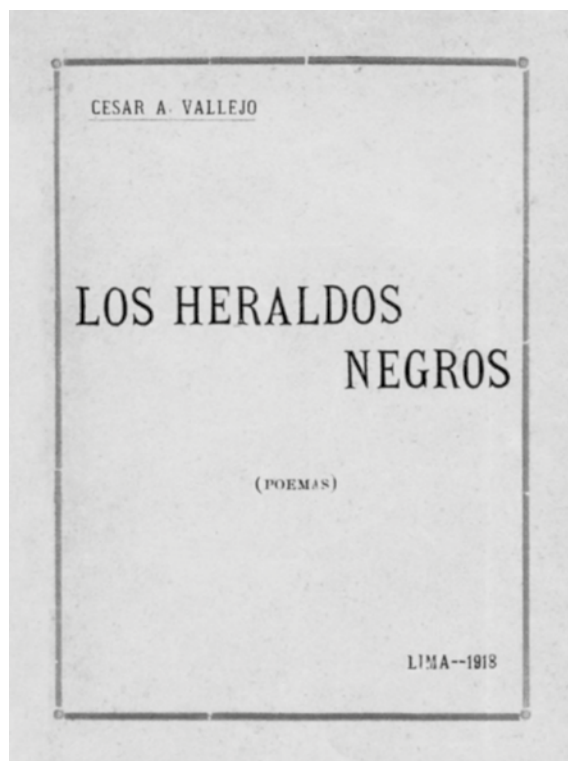 CESAR A. VALLEJO
LOS HERALDOS
NEGROS
(POEMAS)
LIMA--1918